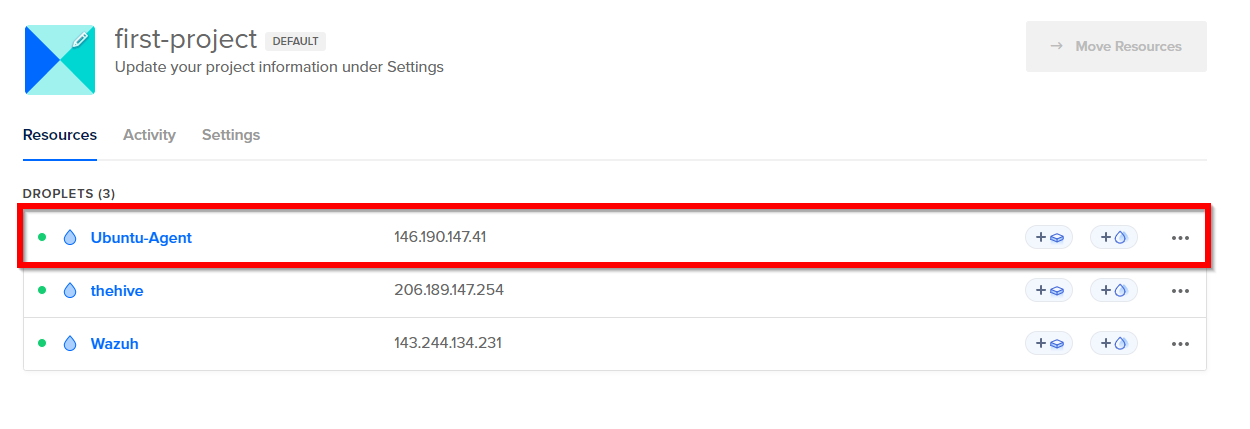 first-project DEFAULT
Update your project information under Settings
→ Move Resources
Resources Activity Settings
DROPLETS (3)
Ubuntu-Agent 146.190.147.41
thehive 206.189.147.254
Wazuh 143.244.134.231